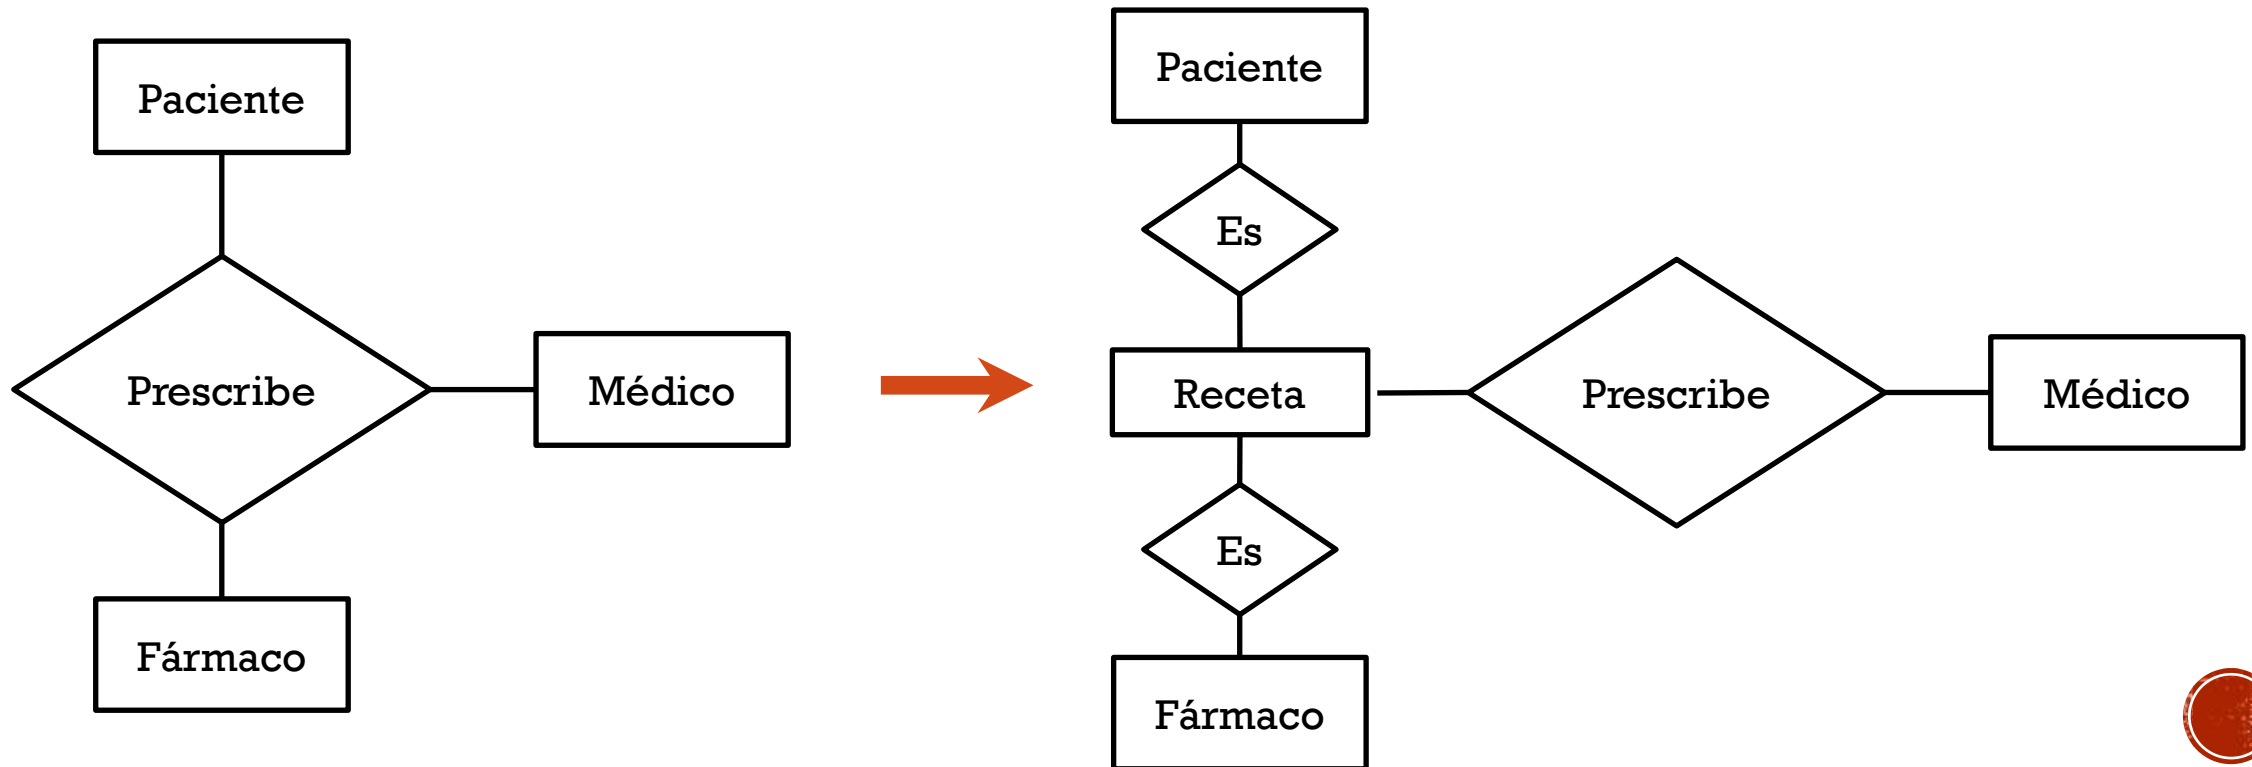 Paciente
Prescribe
Médico
Fármaco
Paciente
Es
Receta
Prescribe
Médico
Es
Fármaco